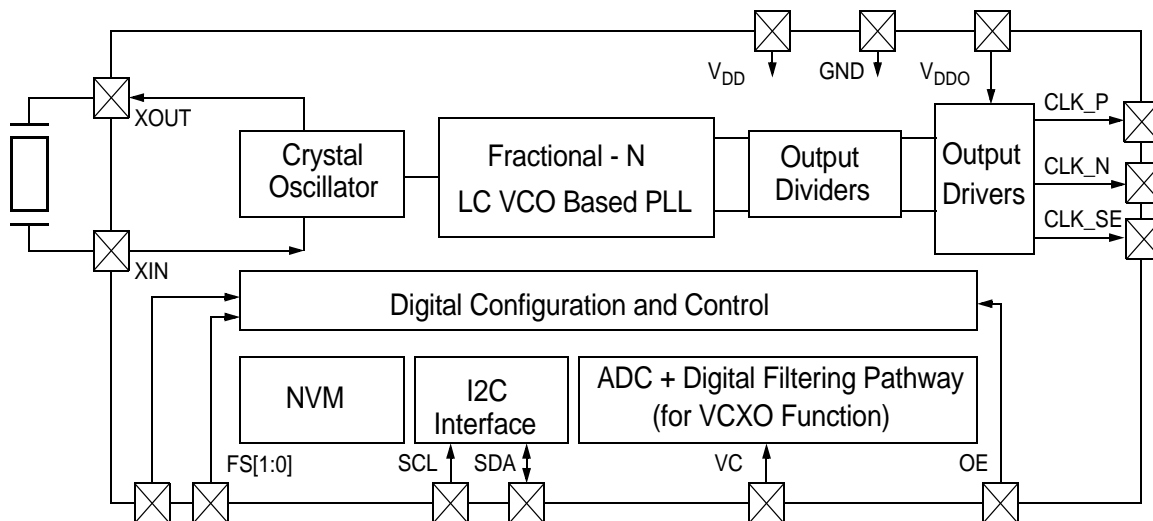 V_DD
GND
V_DDO
XOUT
CLK_P
Crystal
Oscillator
Fractional - N
LC VCO Based PLL
Output
Dividers
Output
Drivers
CLK_N
CLK_SE
XIN
Digital Configuration and Control
NVM
I2C
Interface
ADC + Digital Filtering Pathway
(for VCXO Function)
FS[1:0]
SCL
SDA
VC
OE